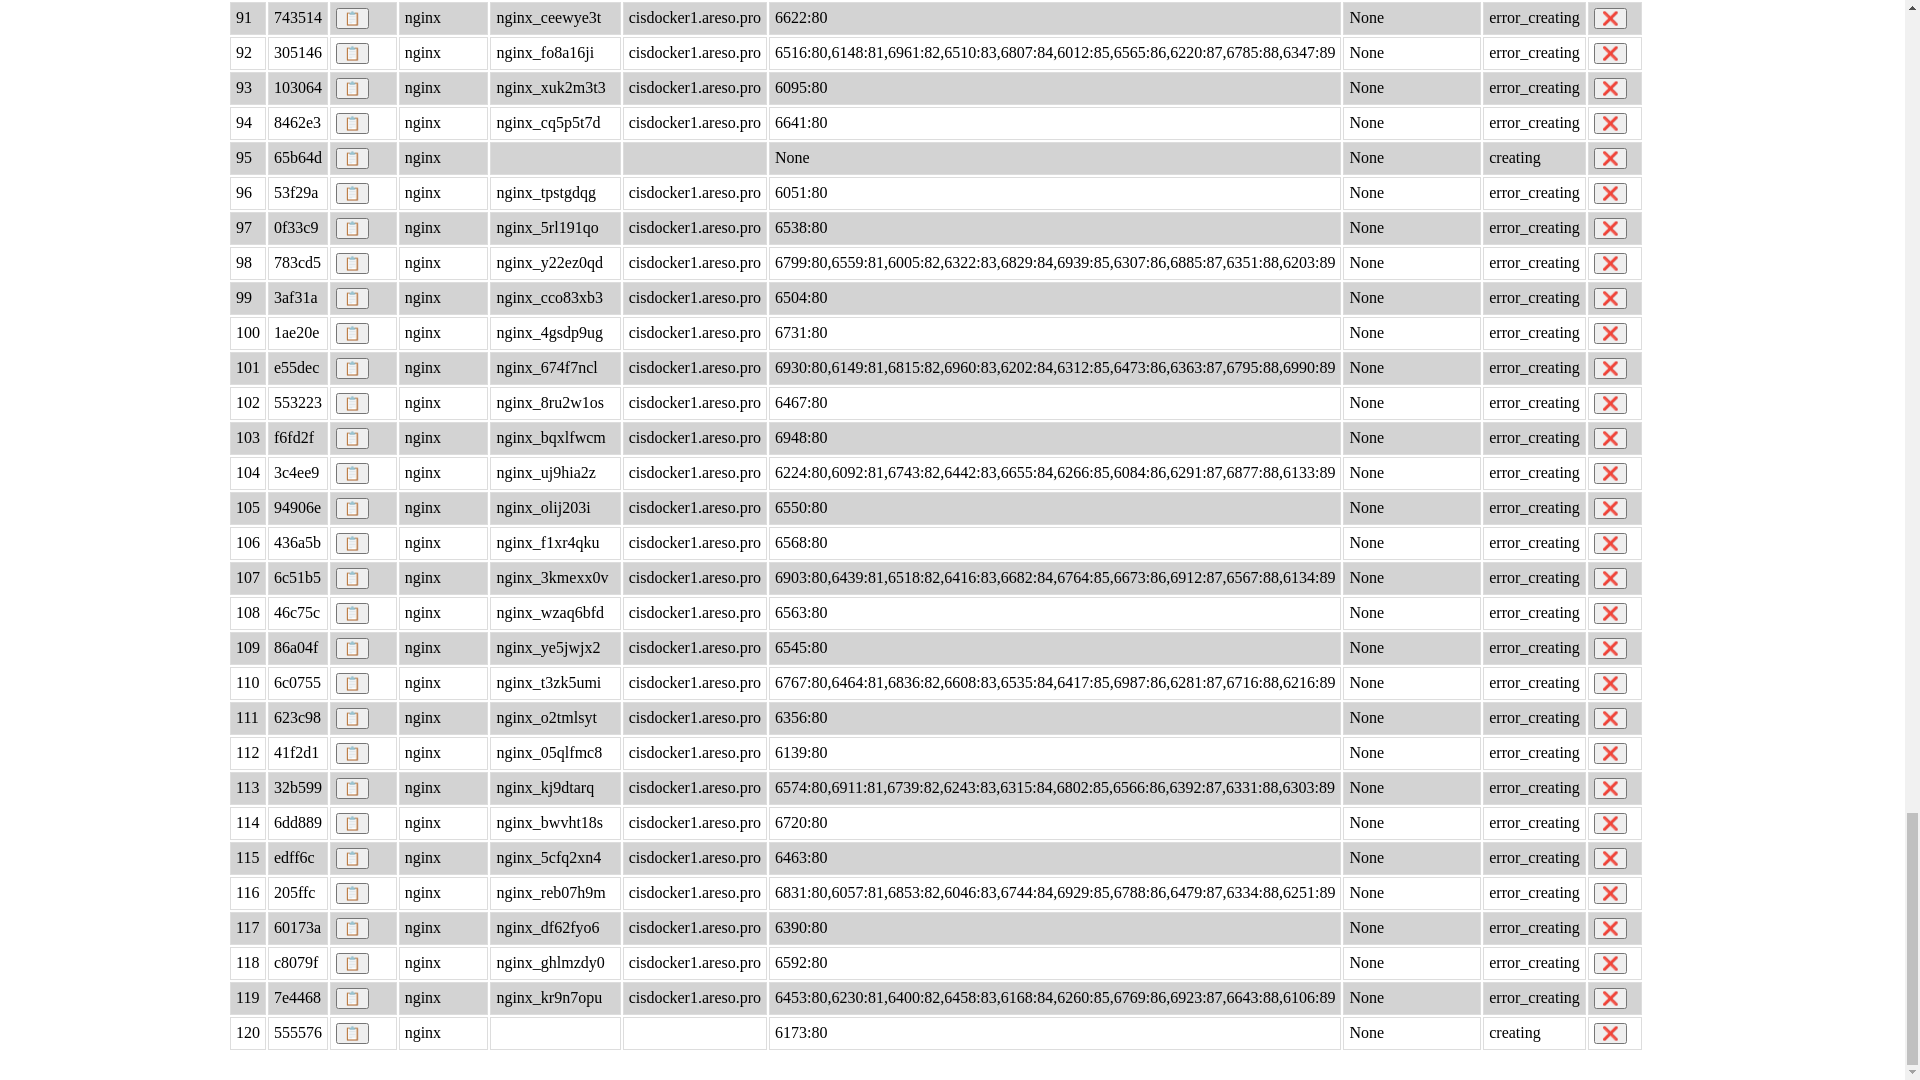 91 743514 nginx nginx_ceewye3t cisdocker1.areso.pro 6622:80 None error_creating
92 305146 nginx nginx_fo8a16ji cisdocker1.areso.pro 6516:80,6148:81,6961:82,6510:83,6807:84,6012:85,6565:86,6220:87,6785:88,6347:89 None error_creating
93 103064 nginx nginx_xuk2m3t3 cisdocker1.areso.pro 6095:80 None error_creating
94 8462e3 nginx nginx_cq5p5t7d cisdocker1.areso.pro 6641:80 None error_creating
95 65b64d nginx None None creating
96 53f29a nginx nginx_tpstgdqg cisdocker1.areso.pro 6051:80 None error_creating
97 0f33c9 nginx nginx_5rl191qo cisdocker1.areso.pro 6538:80 None error_creating
98 783cd5 nginx nginx_y22ez0qd cisdocker1.areso.pro 6799:80,6559:81,6005:82,6322:83,6829:84,6939:85,6307:86,6885:87,6351:88,6203:89 None error_creating
99 3af31a nginx nginx_cco83xb3 cisdocker1.areso.pro 6504:80 None error_creating
100 1ae20e nginx nginx_4gsdp9ug cisdocker1.areso.pro 6731:80 None error_creating
101 e55dec nginx nginx_674f7ncl cisdocker1.areso.pro 6930:80,6149:81,6815:82,6960:83,6202:84,6312:85,6473:86,6363:87,6795:88,6990:89 None error_creating
102 553223 nginx nginx_8ru2w1os cisdocker1.areso.pro 6467:80 None error_creating
103 f6fd2f nginx nginx_bqxlfwcm cisdocker1.areso.pro 6948:80 None error_creating
104 3c4ee9 nginx nginx_uj9hia2z cisdocker1.areso.pro 6224:80,6092:81,6743:82,6442:83,6655:84,6266:85,6084:86,6291:87,6877:88,6133:89 None error_creating
105 94906e nginx nginx_olij203i cisdocker1.areso.pro 6550:80 None error_creating
106 436a5b nginx nginx_f1xr4qku cisdocker1.areso.pro 6568:80 None error_creating
107 6c51b5 nginx nginx_3kmexx0v cisdocker1.areso.pro 6903:80,6439:81,6518:82,6416:83,6682:84,6764:85,6673:86,6912:87,6567:88,6134:89 None error_creating
108 46c75c nginx nginx_wzaq6bfd cisdocker1.areso.pro 6563:80 None error_creating
109 86a04f nginx nginx_ye5jwjx2 cisdocker1.areso.pro 6545:80 None error_creating
110 6c0755 nginx nginx_t3zk5umi cisdocker1.areso.pro 6767:80,6464:81,6836:82,6608:83,6535:84,6417:85,6987:86,6281:87,6716:88,6216:89 None error_creating
111 623c98 nginx nginx_o2tmlsyt cisdocker1.areso.pro 6356:80 None error_creating
112 41f2d1 nginx nginx_05qlfmc8 cisdocker1.areso.pro 6139:80 None error_creating
113 32b599 nginx nginx_kj9dtarq cisdocker1.areso.pro 6574:80,6911:81,6739:82,6243:83,6315:84,6802:85,6566:86,6392:87,6331:88,6303:89 None error_creating
114 6dd889 nginx nginx_bwvht18s cisdocker1.areso.pro 6720:80 None error_creating
115 edff6c nginx nginx_5cfq2xn4 cisdocker1.areso.pro 6463:80 None error_creating
116 205ffc nginx nginx_reb07h9m cisdocker1.areso.pro 6831:80,6057:81,6853:82,6046:83,6744:84,6929:85,6788:86,6479:87,6334:88,6251:89 None error_creating
117 60173a nginx nginx_df62fyo6 cisdocker1.areso.pro 6390:80 None error_creating
118 c8079f nginx nginx_ghlmzdy0 cisdocker1.areso.pro 6592:80 None error_creating
119 7e4468 nginx nginx_kr9n7opu cisdocker1.areso.pro 6453:80,6230:81,6400:82,6458:83,6168:84,6260:85,6769:86,6923:87,6643:88,6106:89 None error_creating
120 555576 nginx 6173:80 None creating